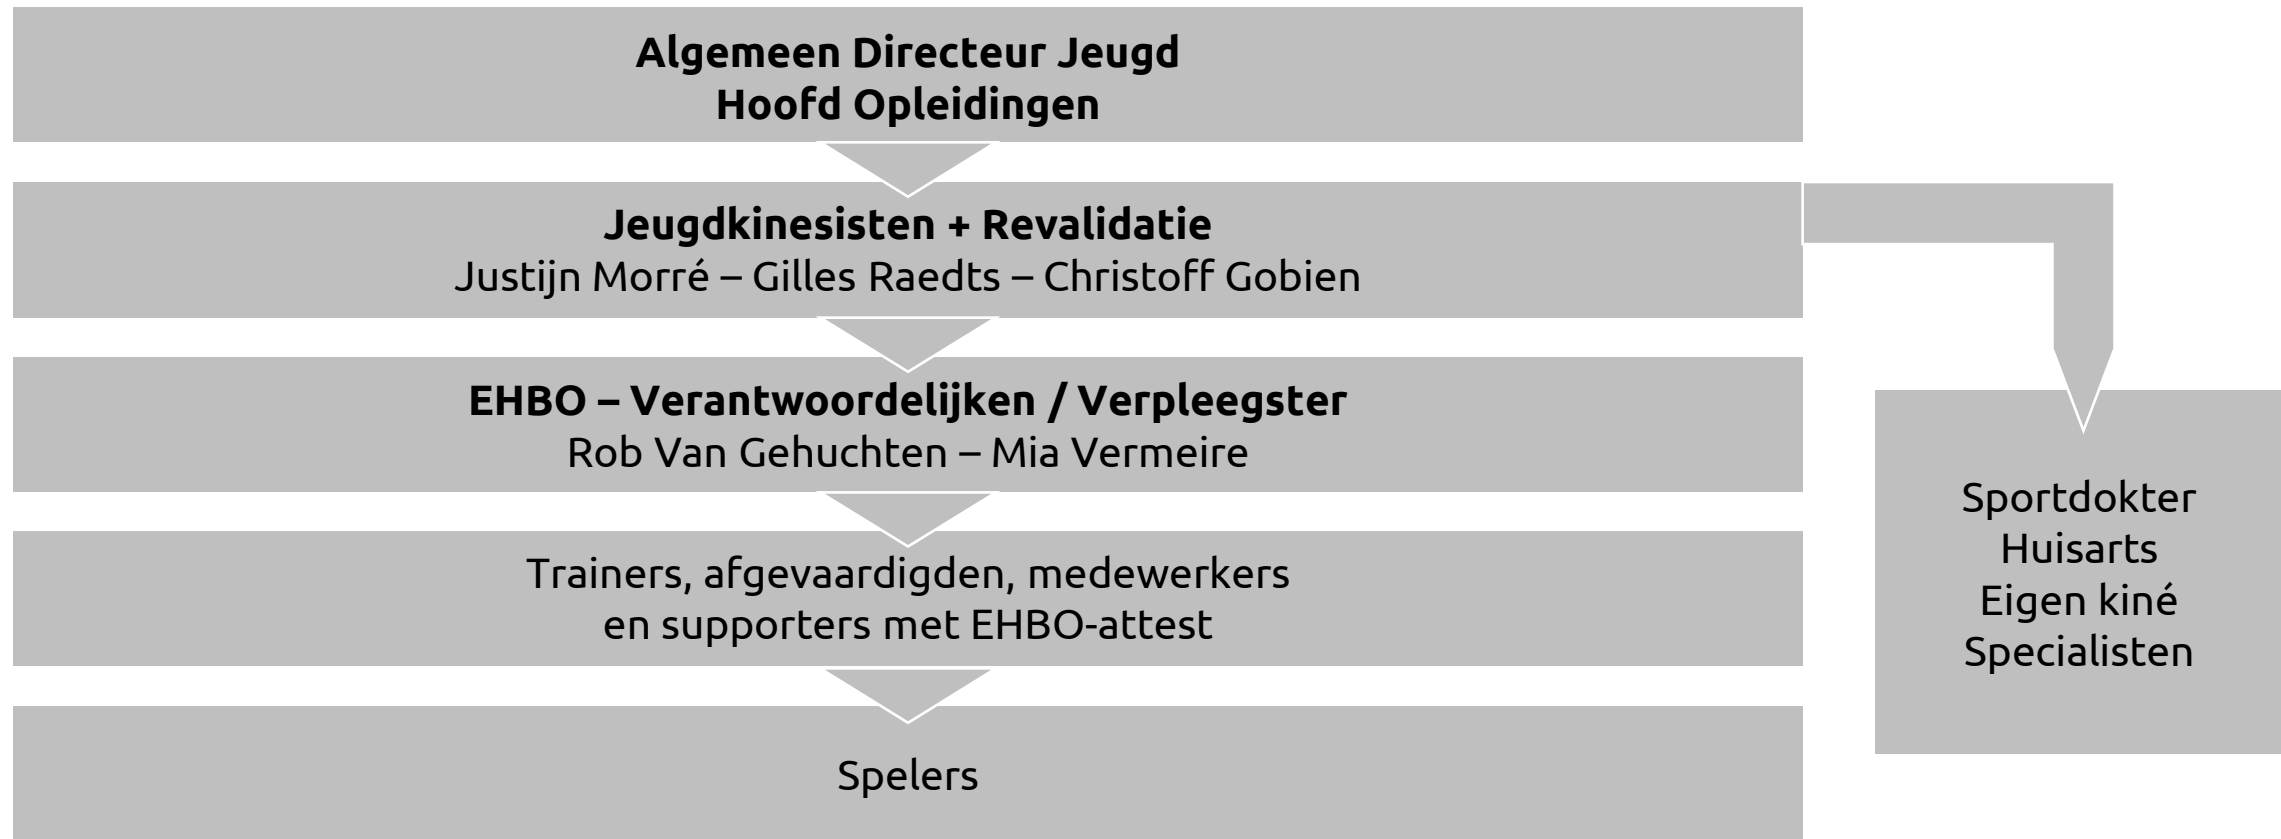 Algemeen Directeur Jeugd
Hoofd Opleidingen
Jeugdkinesisten + Revalidatie
Justijn Morré – Gilles Raedts – Christoff Gobien
EHBO – Verantwoordelijken / Verpleegster
Rob Van Gehuchten – Mia Vermeire
Trainers, afgevaardigden, medewerkers
en supporters met EHBO-attest
Spelers
Sportdokter
Huisarts
Eigen kiné
Specialisten